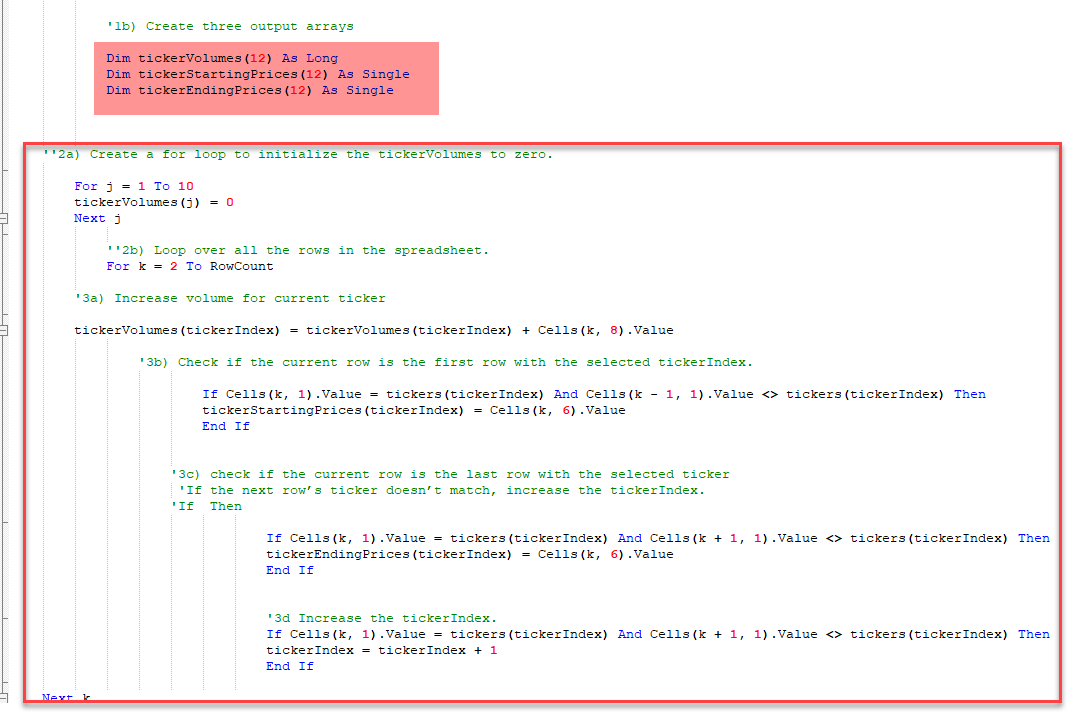 '1b) Create three output arrays
Dim tickerVolumes(12) As Long
Dim tickerStartingPrices(12) As Single
Dim tickerEndingPrices(12) As Single
''2a) Create a for loop to initialize the tickerVolumes to zero.
For j = 1 To 10
tickerVolumes(j) = 0
Next j
''2b) Loop over all the rows in the spreadsheet.
For k = 2 To RowCount
'3a) Increase volume for current ticker
tickerVolumes(tickerIndex) = tickerVolumes(tickerIndex) + Cells(k, 8).Value
'3b) Check if the current row is the first row with the selected tickerIndex.
If Cells(k, 1).Value = tickers(tickerIndex) And Cells(k - 1, 1).Value <> tickers(tickerIndex) Then
tickerStartingPrices(tickerIndex) = Cells(k, 6).Value
End If
'3c) check if the current row is the last row with the selected ticker
'If the next row’s ticker doesn’t match, increase the tickerIndex.
'If  Then
If Cells(k, 1).Value = tickers(tickerIndex) And Cells(k + 1, 1).Value <> tickers(tickerIndex) Then
tickerEndingPrices(tickerIndex) = Cells(k, 6).Value
End If
'3d Increase the tickerIndex.
If Cells(k, 1).Value = tickers(tickerIndex) And Cells(k + 1, 1).Value <> tickers(tickerIndex) Then
tickerIndex = tickerIndex + 1
End If
Next k